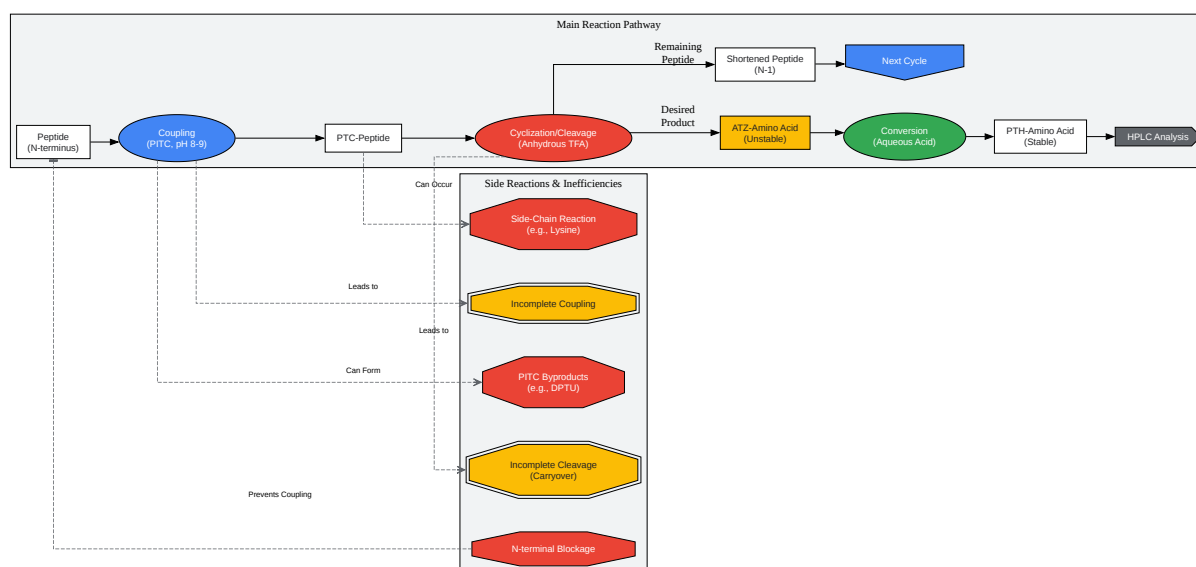 Main Reaction Pathway
Remaining
Peptide
Shortened Peptide
(N-1)
Next Cycle
Peptide
(N-terminus)
Coupling
(PITC, pH 8-9)
PTC-Peptide
Cyclization/Cleavage
(Anhydrous TFA)
Desired
Product
ATZ-Amino Acid
(Unstable)
Conversion
(Aqueous Acid)
PTH-Amino Acid
(Stable)
HPLC Analysis
Can Occur
Side Reactions & Inefficiencies
Side-Chain Reaction
(e.g., Lysine)
Leads to
Incomplete Coupling
Leads to
Can Form
PITC Byproducts
(e.g., DPTU)
Incomplete Cleavage
(Carryover)
Prevents Coupling
N-terminal Blockage